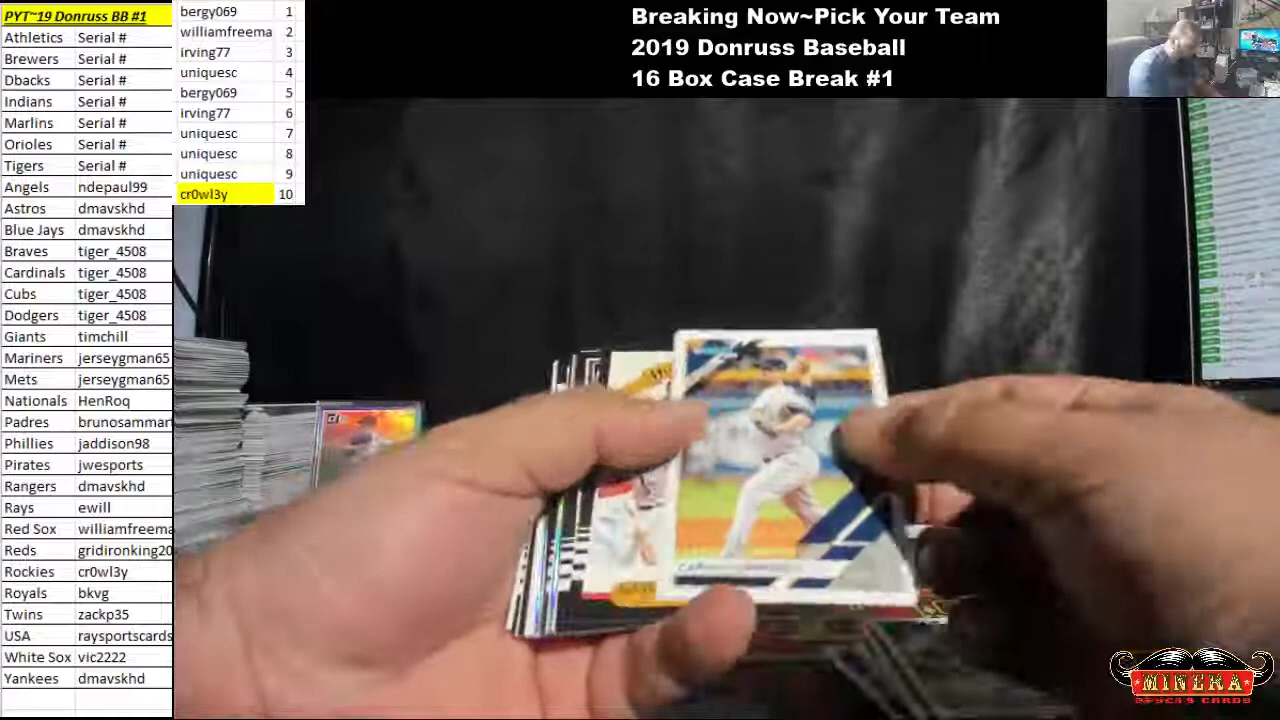 PYT~19 Donruss BB #1
Athletics Serial #
Brewers Serial #
Dbacks Serial #
Indians Serial #
Marlins Serial #
Orioles Serial #
Tigers Serial #
Angels ndepaul99
Astros dmavskhd
Blue Jays dmavskhd
Braves tiger_4508
Cardinals tiger_4508
Cubs tiger_4508
Dodgers tiger_4508
Giants timchill
Mariners jerseygman65
Mets jerseygman65
Nationals HenRoq
Padres brunosammar
Phillies jaddison98
Pirates jwesports
Rangers dmavskhd
Rays ewill
Red Sox williamfreema
Reds gridironking20
Rockies cr0wl3y
Royals bkvg
Twins zackp35
USA raysportscards
White Sox vic2222
Yankees dmavskhd
bergy069 1
williamfreema 2
irving77 3
uniquesc 4
bergy069 5
irving77 6
uniquesc 7
uniquesc 8
uniquesc 9
cr0wl3y 10
Breaking Now~Pick Your Team
2019 Donruss Baseball
16 Box Case Break #1
MINERA